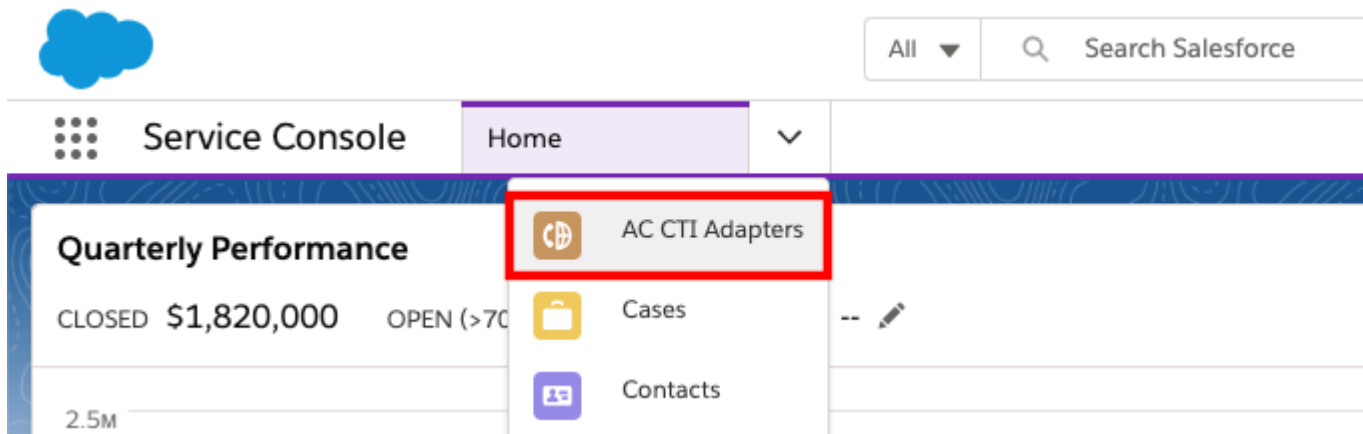 All
Search Salesforce
Service Console
Home
AC CTI Adapters
Quarterly Performance
Cases
CLOSED $1,820,000 OPEN (>70
--
Contacts
2.5M